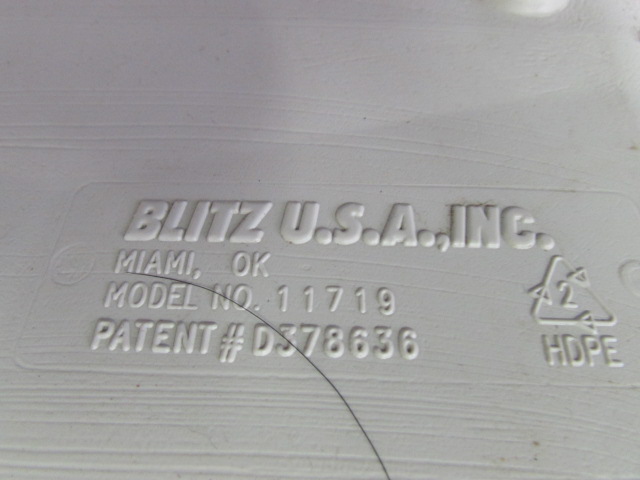 BLITZ U.S.A., INC.
MIAMI, OK
MODEL NO. 11719
PATENT # D378636
2
HDPE